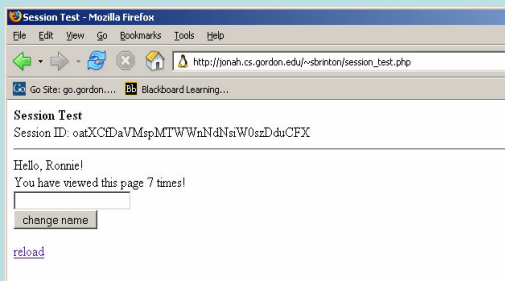 Session Test - Mozilla Firefox
File Edit View Go Bookmarks Tools Help
http://jonah.cs.gordon.edu/~sbrinton/session_test.php
Go Site: go.gordon.... Bb Blackboard Learning...
Session Test
Session ID: oatXCfDaVMspMTWWnNdNsiW0szDduCFX
Hello, Ronnie!
You have viewed this page 7 times!
change name
reload